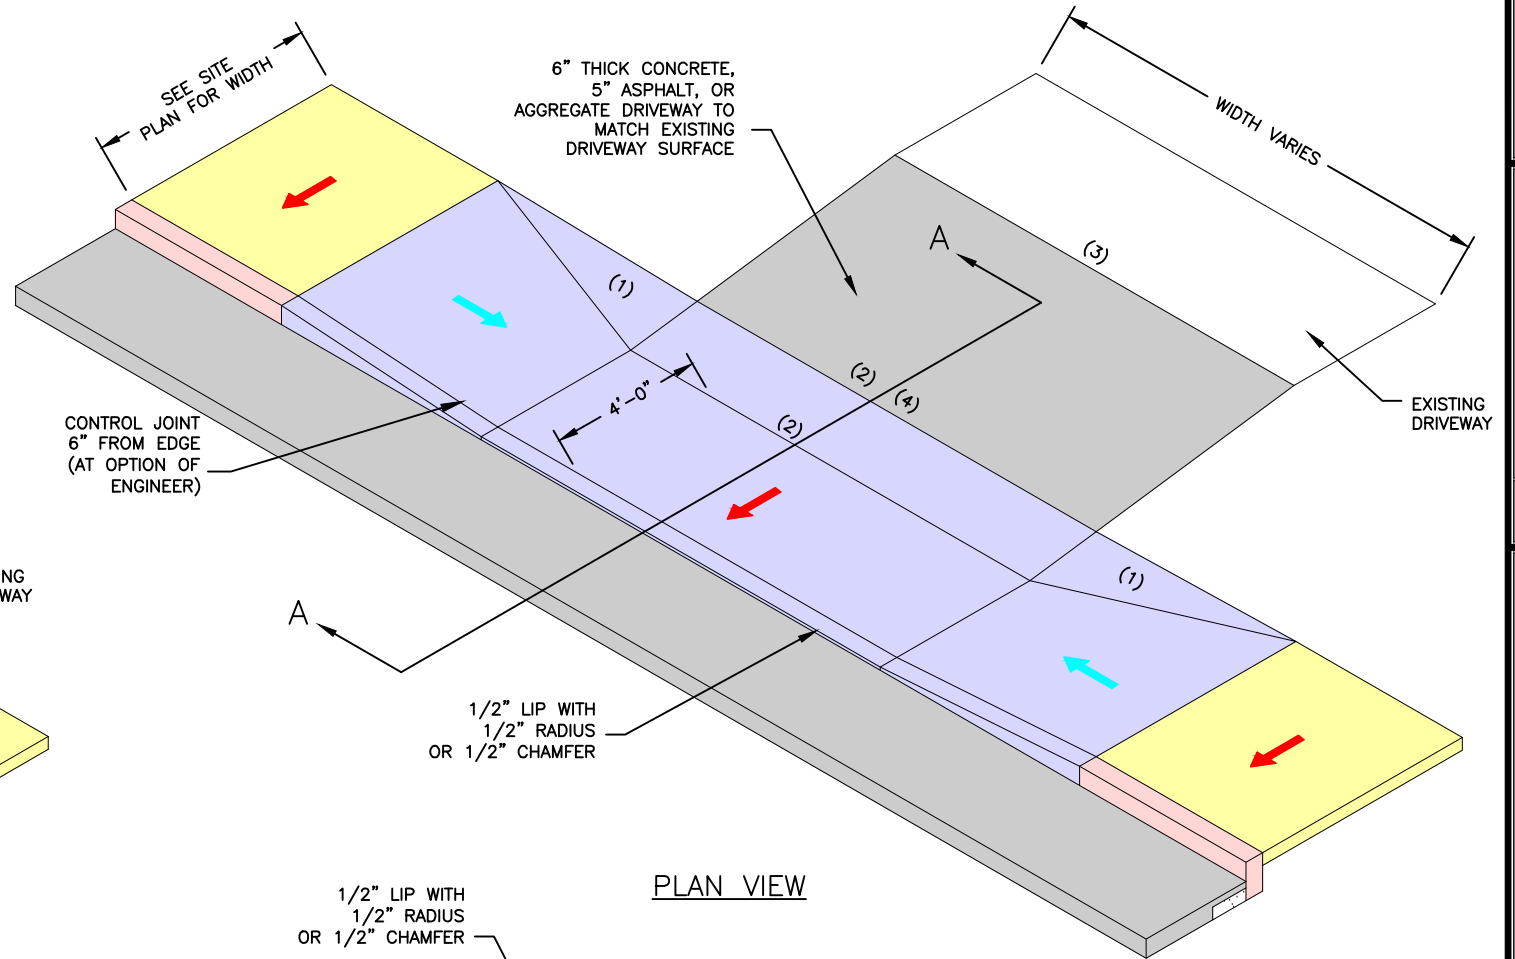 SEE SITE
PLAN FOR WIDTH
6” THICK CONCRETE,
5” ASPHALT, OR
AGGREGATE DRIVEWAY TO
MATCH EXISTING
DRIVEWAY SURFACE
WIDTH VARIES
A
(3)
(1)
(2)
(4)
4'-0”
(2)
EXISTING
DRIVEWAY
CONTROL JOINT
6” FROM EDGE
(AT OPTION OF
ENGINEER)
(1)
NG
WAY
A
1/2” LIP WITH
1/2” RADIUS
OR 1/2” CHAMFER
PLAN VIEW
1/2” LIP WITH
1/2” RADIUS
OR 1/2” CHAMFER